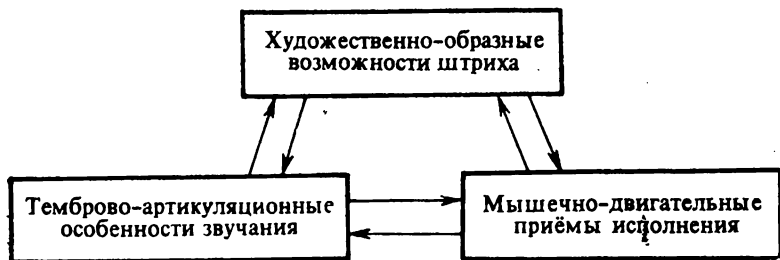 Художественно-образные
возможности штриха
Темброво-артикуляционные
особенности звучания
Мышечно-двигательные
приёмы исполнения